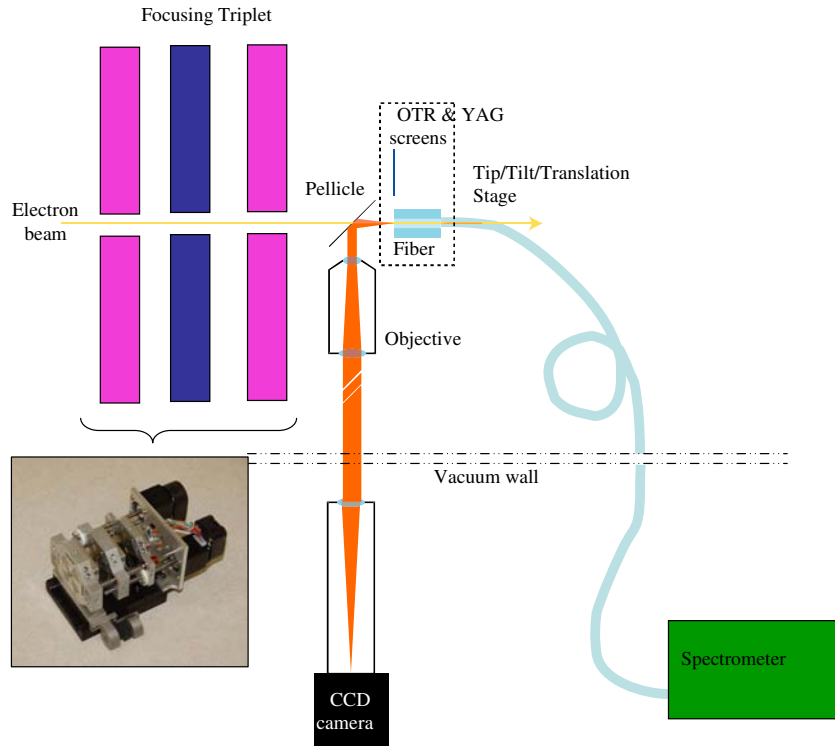 Focusing Triplet
OTR & YAG
screens
Pellicle
Tip/Tilt/Translation
Stage
Electron
beam
Fiber
Objective
Vacuum wall
Spectrometer
CCD
camera